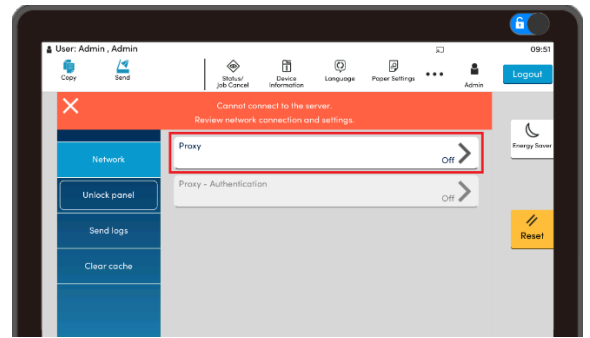 User: Admin , Admin
09:51
Copy
Send
Status/
Job Cancel
Device
Information
Language
Paper Settings
Admin
Logout
Cannot connect to the server.
Review network connection and settings.
Energy Saver
Network
Proxy
Off
Unlock panel
Proxy - Authentication
Off
Send logs
Reset
Clear cache